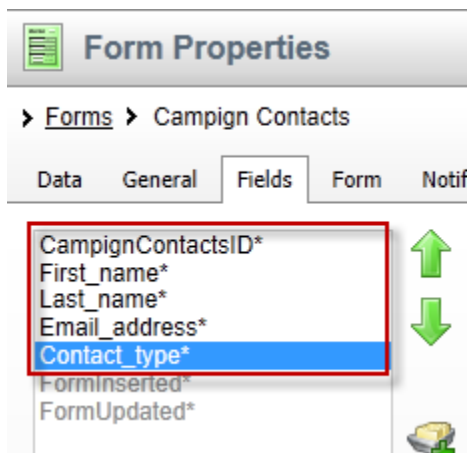 Form Properties
> Forms > Campign Contacts
Data General Fields Form Notif
CampignContactsID*
First_name*
Last_name*
Email_address*
Contact_type*
FormInserted*
FormUpdated*